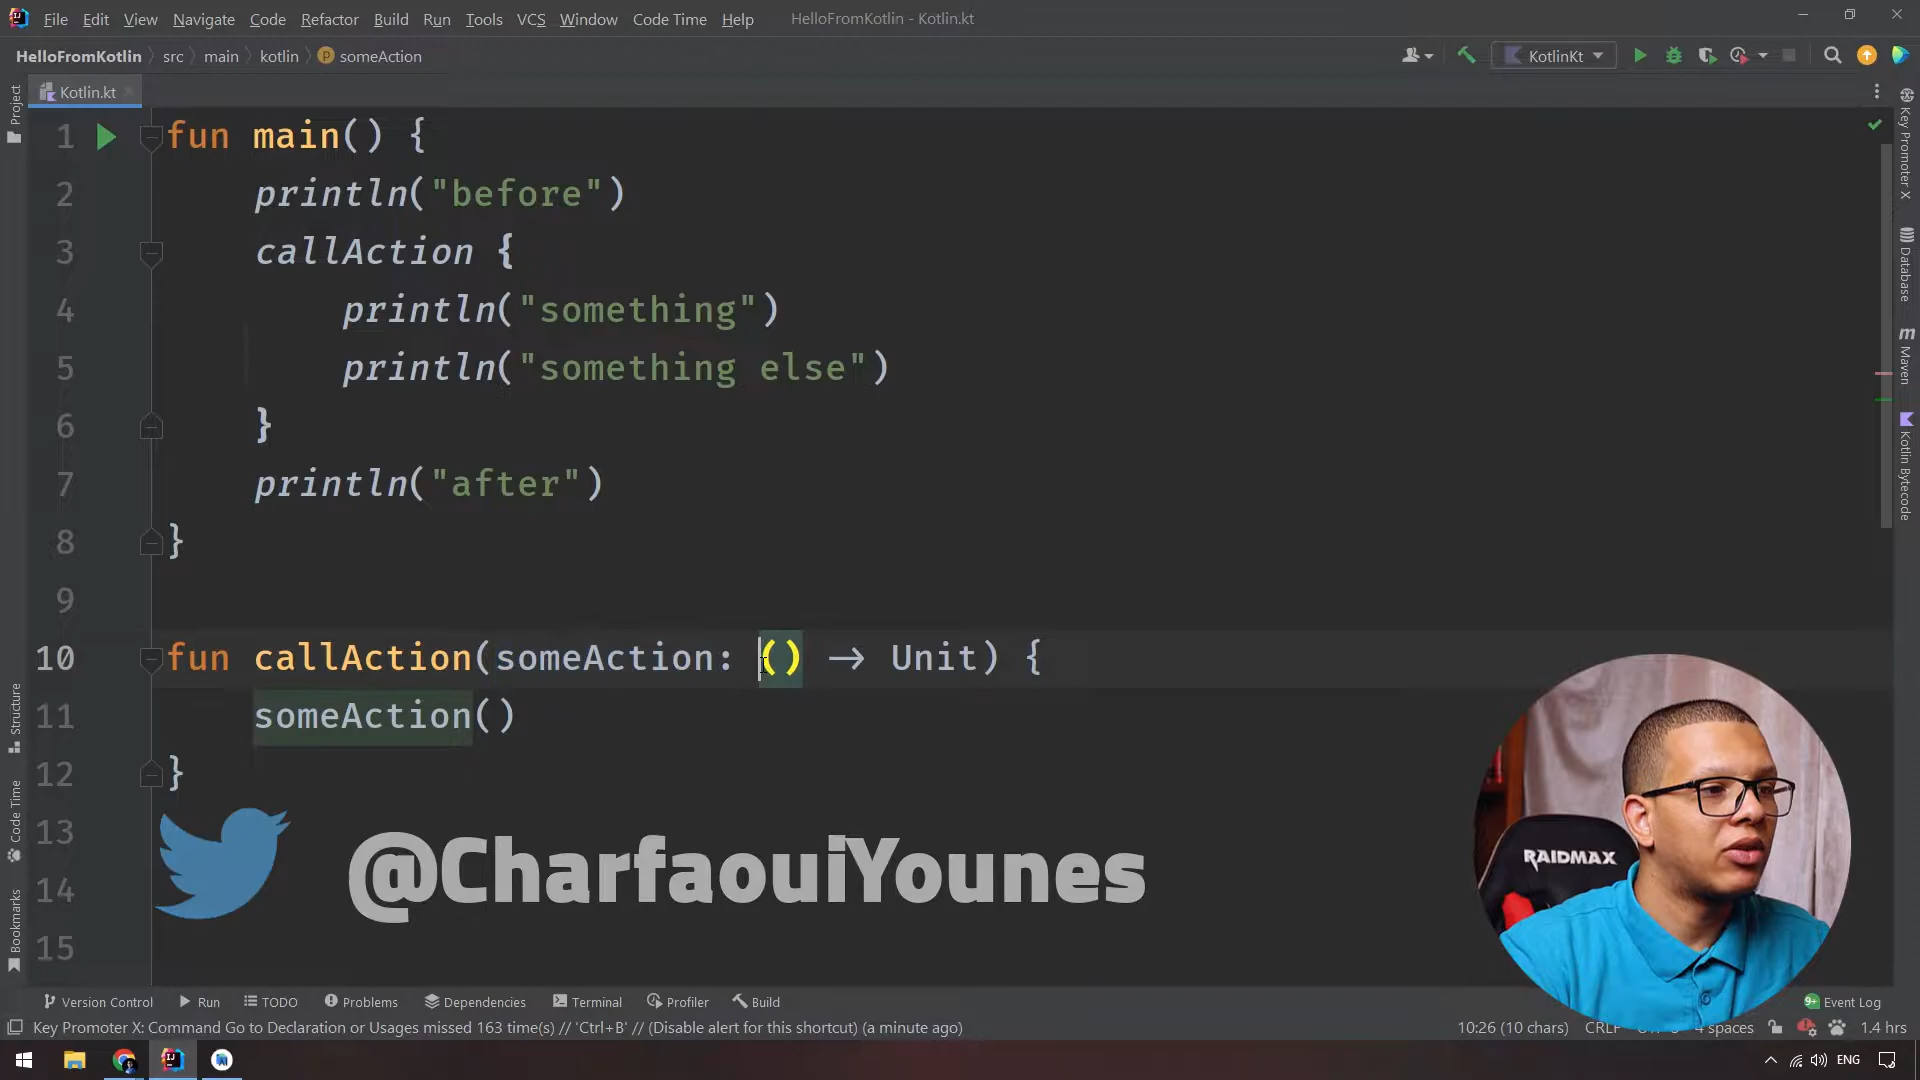 File Edit View Navigate Code Refactor Build Run Tools VCS Window Code Time Help HelloFromKotlin - Kotlin.kt
HelloFromKotlin src main kotlin someAction KotlinKt
Kotlin.kt
1 fun main() {
2 println("before")
3 callAction {
4 println("something")
5 println("something else")
6 }
7 println("after")
8 }
9
10 fun callAction(someAction: () → Unit) {
11 someAction()
12 }
13
14
15
@CharfaouiYounes
RAIDMAX
Project
Structure
Code Time
Bookmarks
Key Promoter X
Database
Maven
Kotlin Bytecode
Version Control Run TODO Problems Dependencies Terminal Profiler Build 9+ Event Log
Key Promoter X: Command Go to Declaration or Usages missed 163 time(s) // 'Ctrl+B' // (Disable alert for this shortcut) (a minute ago) 10:26 (10 chars) CRLF 4 spaces 1.4 hrs
ENG